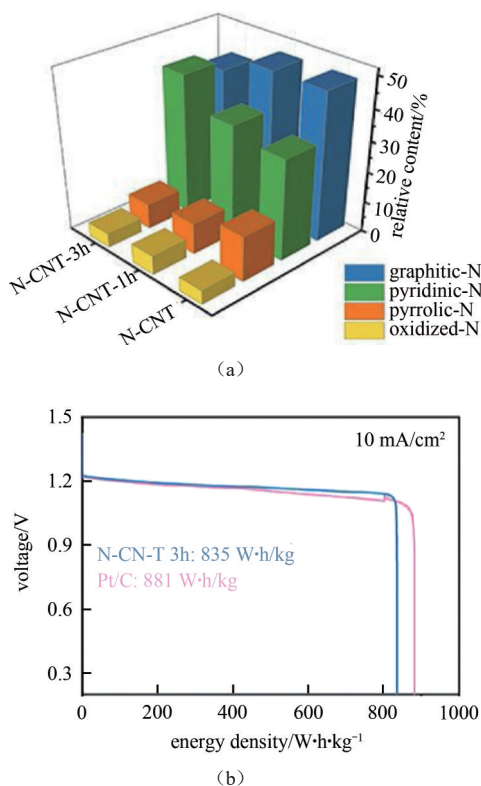 50
40
30
20
10
0
relative content/%
N-CNT-3h
N-CNT-1h
N-CNT
graphitic-N
pyridinic-N
pyrrolic-N
oxidized-N
（a）
1.5
1.2
0.9
0.6
0.3
voltage/V
10 mA/cm²
N-CN-T 3h: 835 W·h/kg
Pt/C: 881 W·h/kg
0 200 400 600 800 1000
energy density/W·h·kg⁻¹
（b）